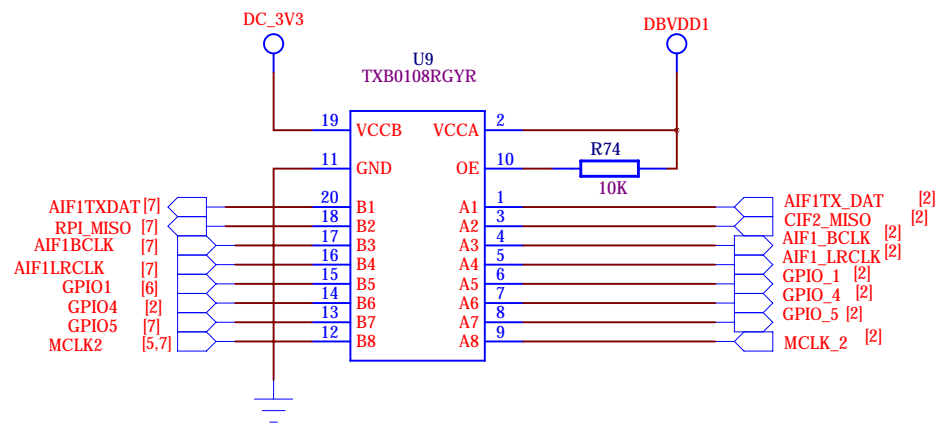 DC_3V3
DBVDD1
U9
TXB0108RGYR
19 VCCB VCCA 2
R74
11 GND OE 10
10K
AIF1TXDAT [7] 20 B1 A1 1 AIF1TX_DAT [2]
RPI_MISO [7] 18 B2 A2 3 CIF2_MISO [2]
AIF1BCLK [7] 17 B3 A3 4 AIF1_BCLK [2]
AIF1LRCLK [7] 16 B4 A4 5 AIF1_LRCLK [2]
GPIO1 [6] 15 B5 A5 6 GPIO_1 [2]
GPIO4 [2] 14 B6 A6 7 GPIO_4 [2]
GPIO5 [7] 13 B7 A7 8 GPIO_5 [2]
MCLK2 [5,7] 12 B8 A8 9 MCLK_2 [2]